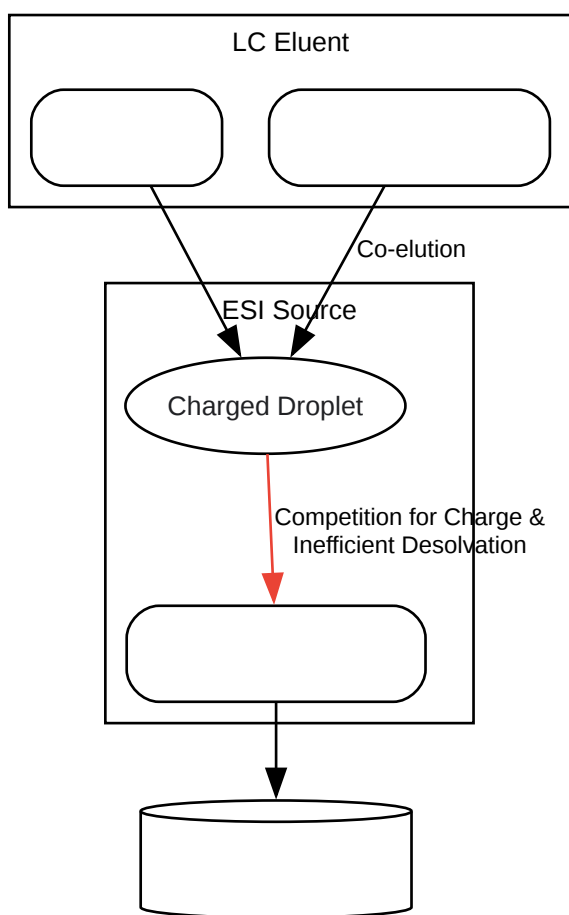 LC Eluent
Co-elution
ESI Source
Charged Droplet
Competition for Charge &
Inefficient Desolvation